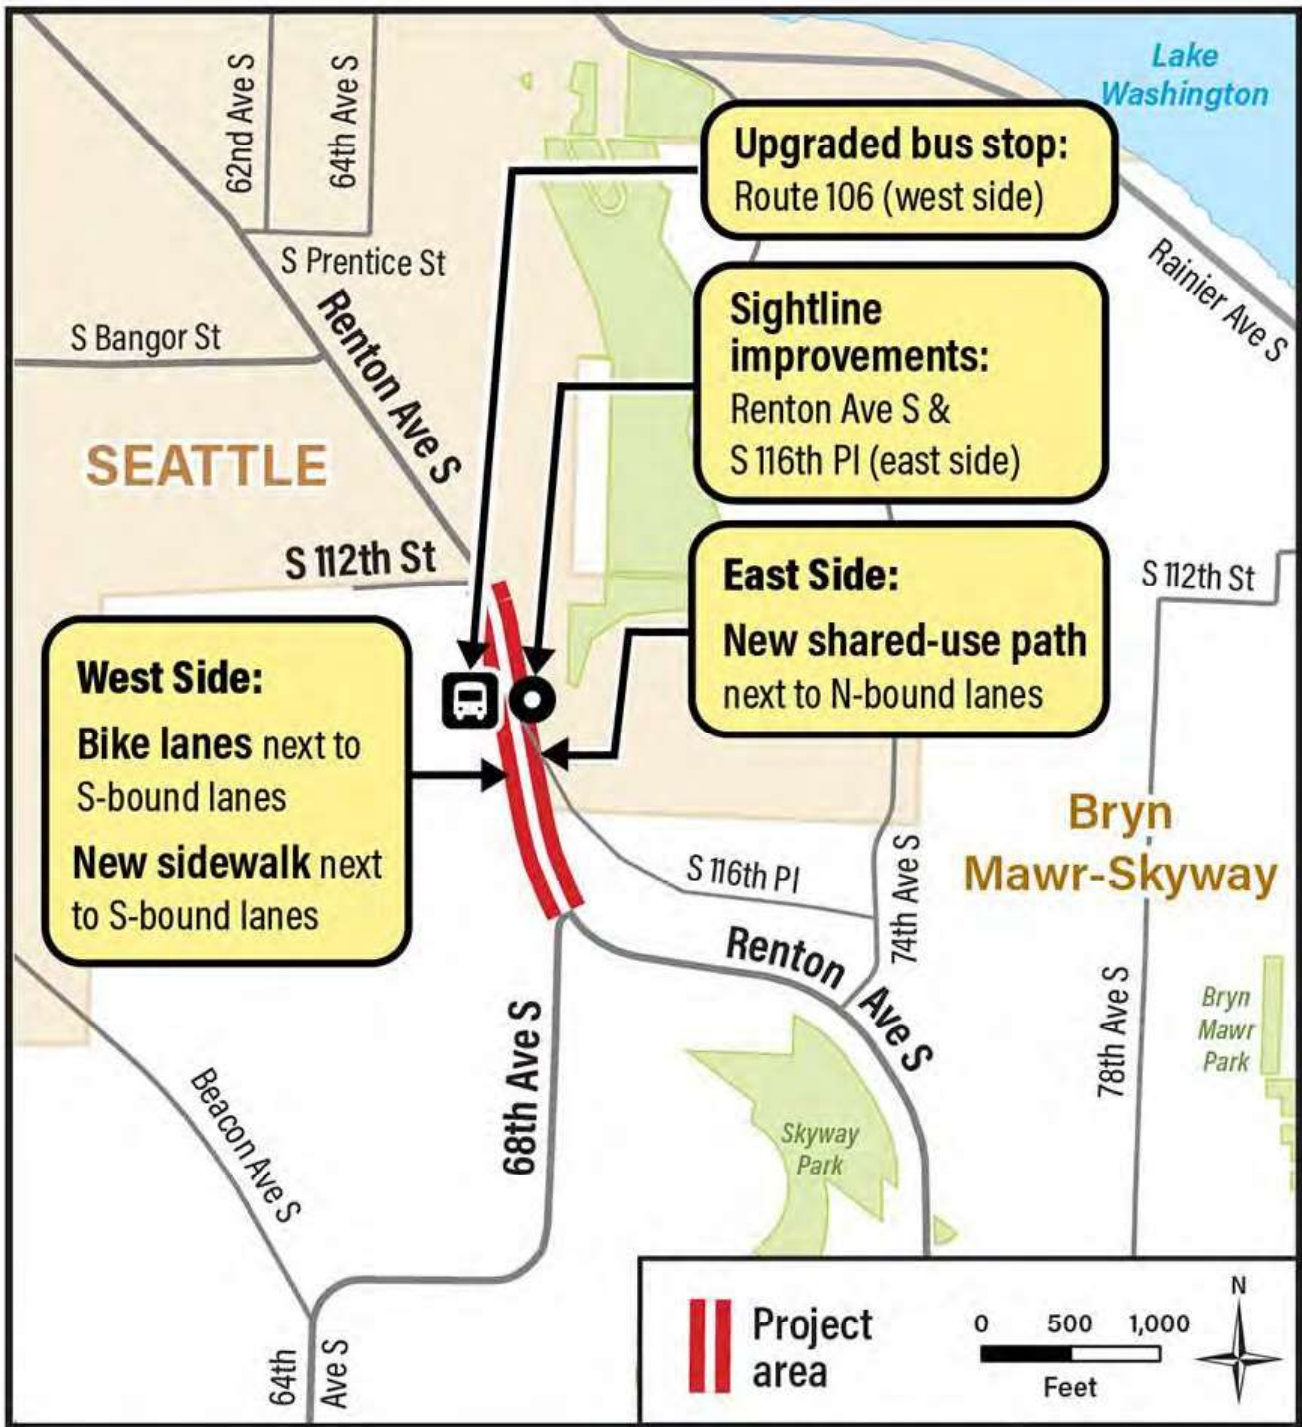 Lake
Washington
62nd Ave S
64th Ave S
Upgraded bus stop:
Route 106 (west side)
S Prentice St
Rainier Ave S
Renton Ave S
S Bangor St
Sightline
improvements:
Renton Ave S &
S 116th Pl (east side)
SEATTLE
S 112th St
East Side:
New shared-use path
next to N-bound lanes
S 112th St
West Side:
Bike lanes next to
S-bound lanes
New sidewalk next
to S-bound lanes
Bryn
Mawr-Skyway
S 116th Pl
74th Ave S
Renton
Ave S
78th Ave S
Bryn
Mawr
Park
68th Ave S
Beacon Ave S
Skyway
Park
64th
Ave S
Project
area
0 500 1,000
Feet
N